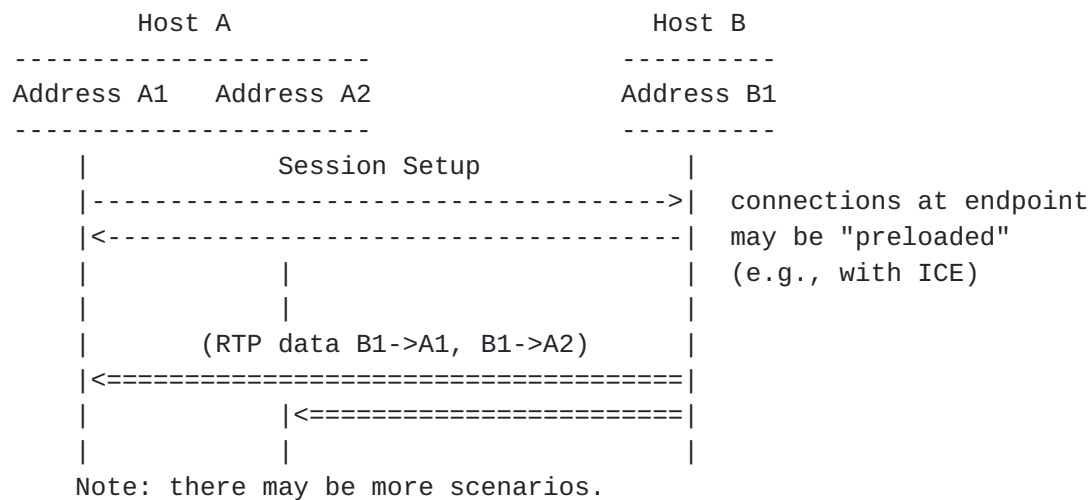 Host A                           Host B
-----------------------                ----------
Address A1   Address A2                Address B1
-----------------------                ----------
|            Session Setup             |
|------------------------------------->|  connections at endpoint
|<-------------------------------------|  may be "preloaded"
|            |                         |  (e.g., with ICE)
|            |                         |
|       (RTP data B1->A1, B1->A2)      |
|<=====================================|
|            |<========================|
|            |                         |
Note: there may be more scenarios.